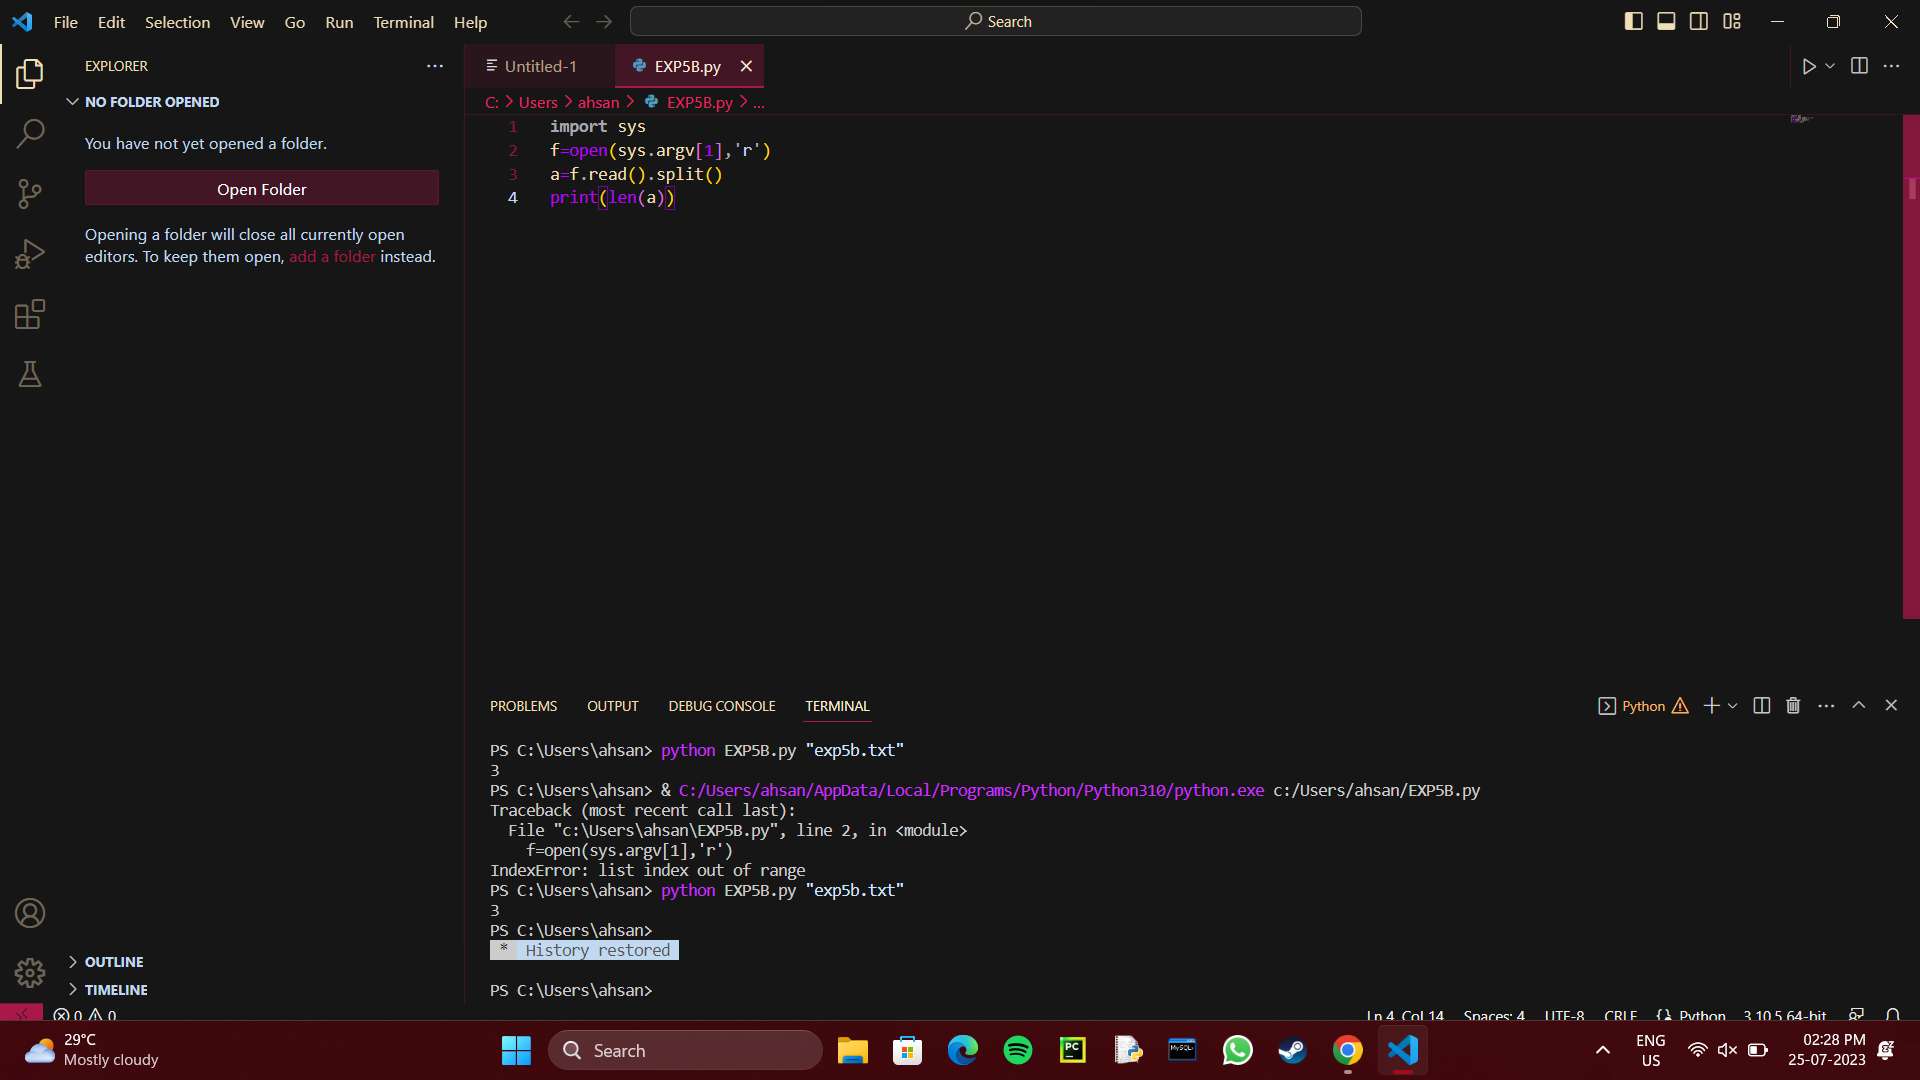 File Edit Selection View Go Run Terminal Help
Search
EXPLORER
NO FOLDER OPENED
You have not yet opened a folder.
Open Folder
Opening a folder will close all currently open
editors. To keep them open, add a folder instead.
OUTLINE
TIMELINE
Untitled-1
EXP5B.py
C: > Users > ahsan > EXP5B.py > ...
1 import sys
2 f=open(sys.argv[1],'r')
3 a=f.read().split()
4 print(len(a))
PROBLEMS OUTPUT DEBUG CONSOLE TERMINAL
Python
PS C:\Users\ahsan> python EXP5B.py "exp5b.txt"
3
PS C:\Users\ahsan> & C:/Users/ahsan/AppData/Local/Programs/Python/Python310/python.exe c:/Users/ahsan/EXP5B.py
Traceback (most recent call last):
  File "c:\Users\ahsan\EXP5B.py", line 2, in <module>
    f=open(sys.argv[1],'r')
IndexError: list index out of range
PS C:\Users\ahsan> python EXP5B.py "exp5b.txt"
3
PS C:\Users\ahsan>
 *  History restored
PS C:\Users\ahsan>
0 0
Ln 4, Col 14 Spaces: 4 UTF-8 CRLF Python 3.10.5 64-bit
29°C
Mostly cloudy
Search
PC
MySQL
ENG
US
02:28 PM
25-07-2023